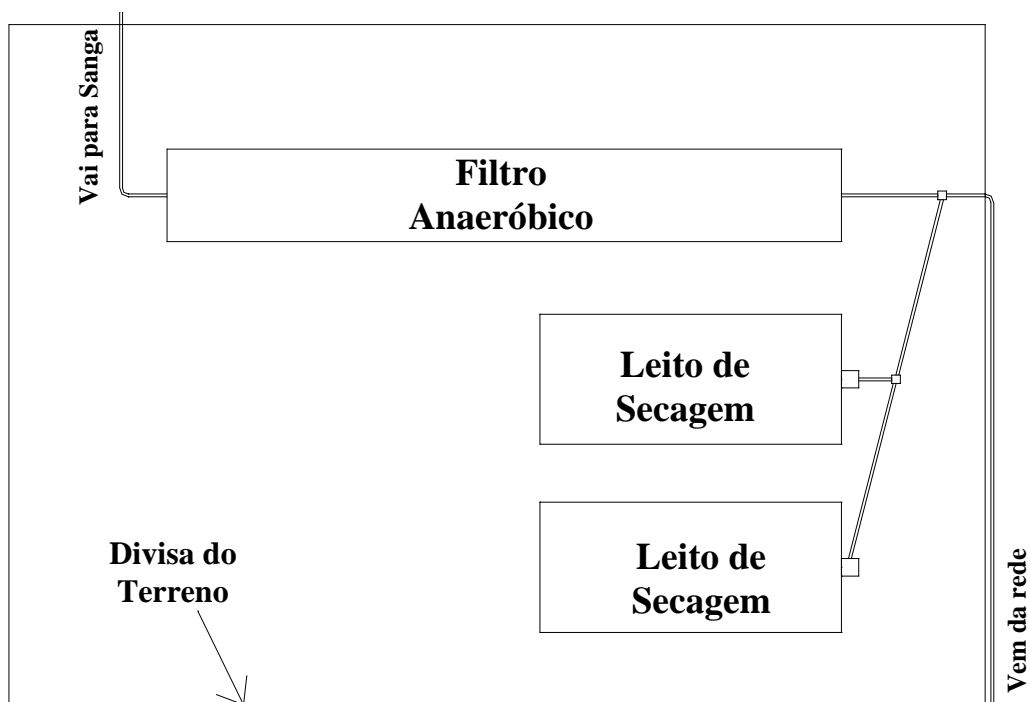 Vai para Sanga
Filtro
Anaeróbico
Leito de
Secagem
Leito de
Secagem
Divisa do
Terreno
Vem da rede